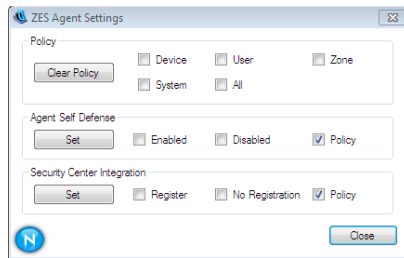 ZES Agent Settings
Policy
Clear Policy
Device
User
Zone
System
All
Agent Self Defense
Set
Enabled
Disabled
Policy
Security Center Integration
Set
Register
No Registration
Policy
N
Close